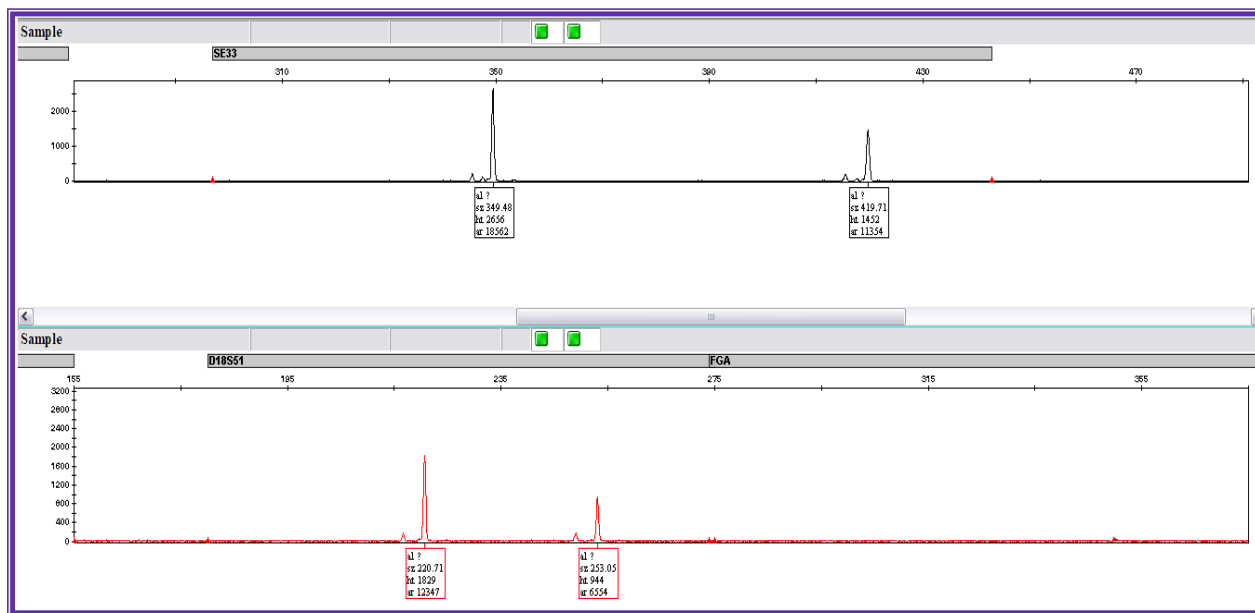 Sample
SE33
310 350 390 430 470
2000
1000
0
al ?
sz 349.48
ht 2656
ar 18562
al ?
sz 419.71
ht 1452
ar 11354
Sample
D18S51 FGA
155 195 235 275 315 355
3200
2800
2400
2000
1600
1200
800
400
0
al ?
sz 220.71
ht 1829
ar 12347
al ?
sz 253.05
ht 944
ar 6554